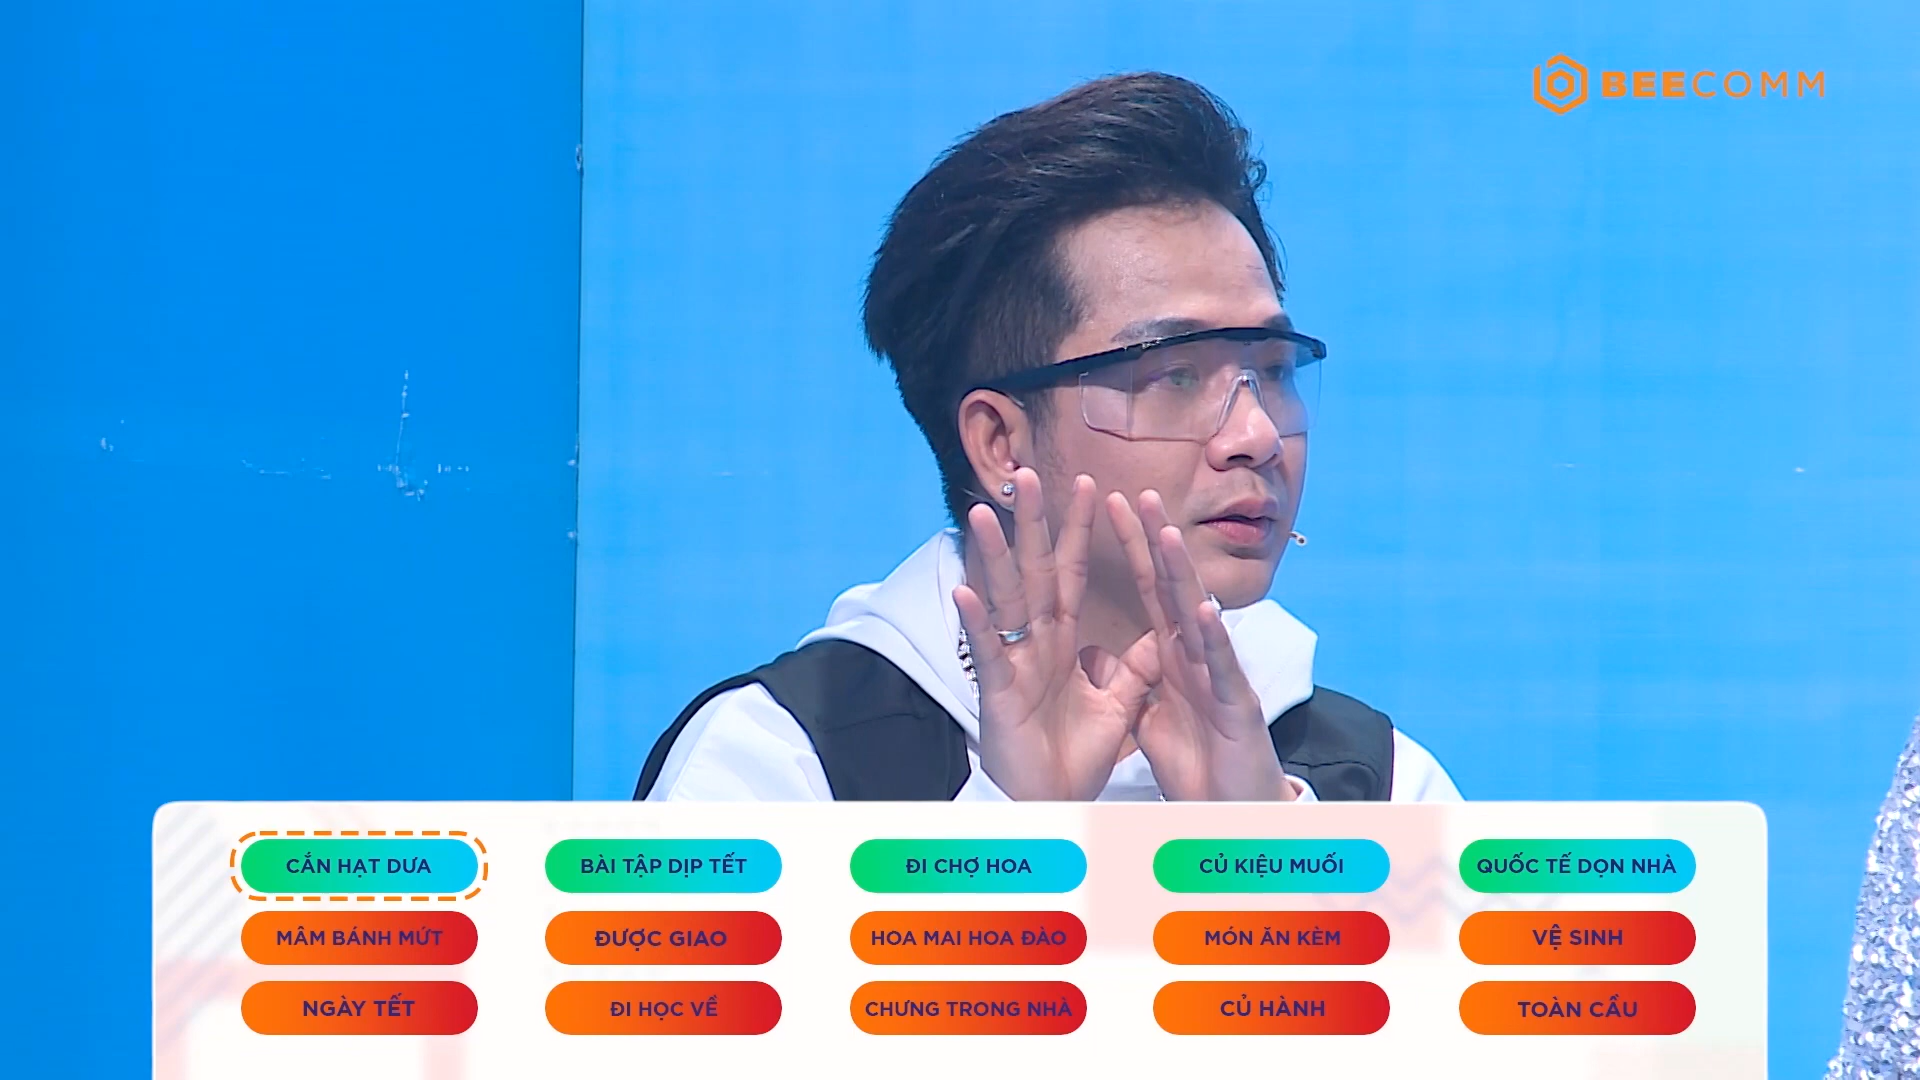 BEECOMM
CẮN HẠT DƯA
BÀI TẬP DỊP TẾT
ĐI CHỢ HOA
CỦ KIỆU MUỐI
QUỐC TẾ DỌN NHÀ
MÂM BÁNH MỨT
ĐƯỢC GIAO
HOA MAI HOA ĐÀO
MÓN ĂN KÈM
VỆ SINH
NGÀY TẾT
ĐI HỌC VỀ
CHƯNG TRONG NHÀ
CỦ HÀNH
TOÀN CẦU